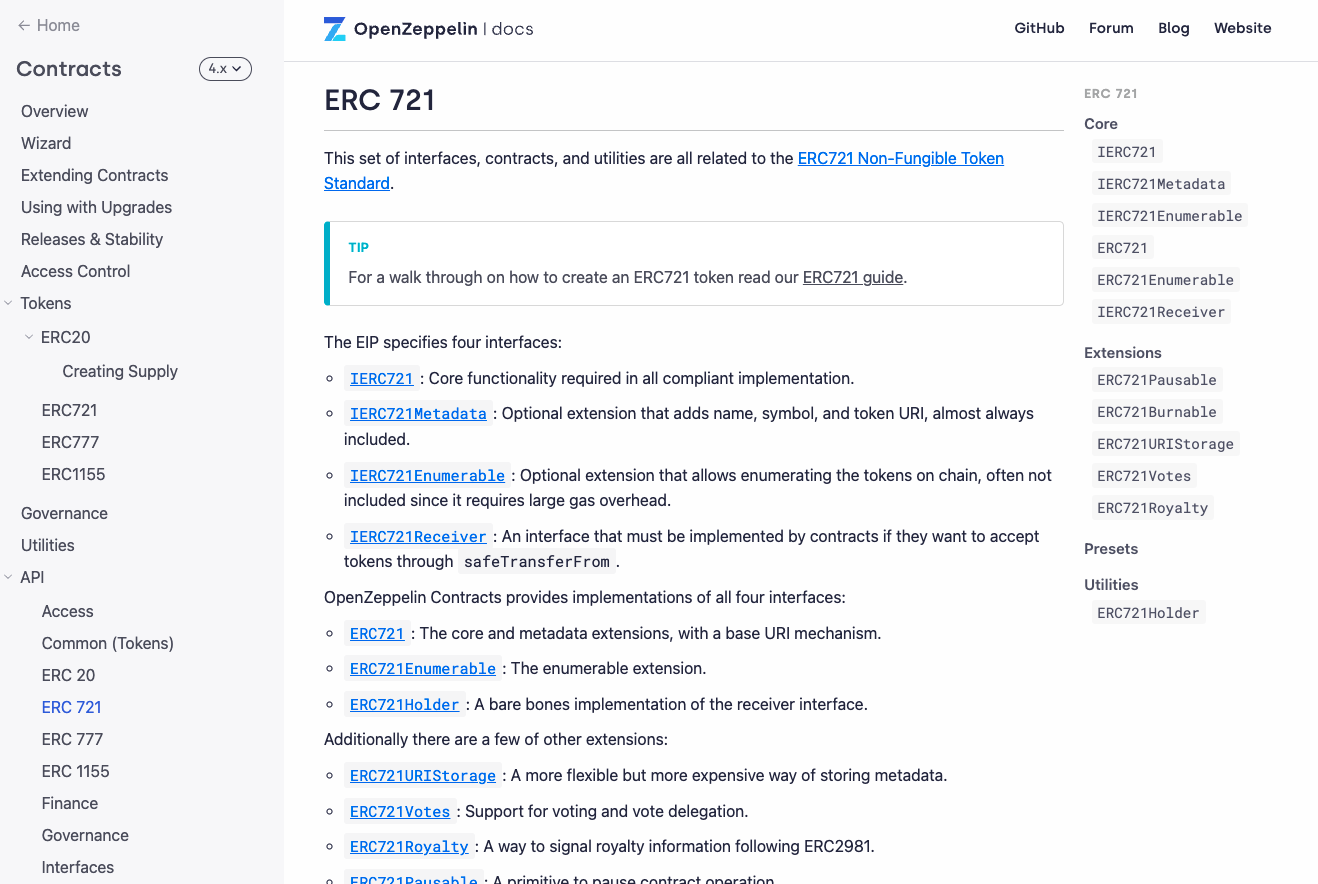 ← Home
Contracts
4.x
Overview
Wizard
Extending Contracts
Using with Upgrades
Releases & Stability
Access Control
Tokens
ERC20
Creating Supply
ERC721
ERC777
ERC1155
Governance
Utilities
API
Access
Common (Tokens)
ERC 20
ERC 721
ERC 777
ERC 1155
Finance
Governance
Interfaces
OpenZeppelin | docs
GitHub
Forum
Blog
Website
ERC 721
This set of interfaces, contracts, and utilities are all related to the ERC721 Non-Fungible Token
Standard.
TIP
For a walk through on how to create an ERC721 token read our ERC721 guide.
The EIP specifies four interfaces:
IERC721 : Core functionality required in all compliant implementation.
IERC721Metadata : Optional extension that adds name, symbol, and token URI, almost always
included.
IERC721Enumerable : Optional extension that allows enumerating the tokens on chain, often not
included since it requires large gas overhead.
IERC721Receiver : An interface that must be implemented by contracts if they want to accept
tokens through safeTransferFrom .
OpenZeppelin Contracts provides implementations of all four interfaces:
ERC721 : The core and metadata extensions, with a base URI mechanism.
ERC721Enumerable : The enumerable extension.
ERC721Holder : A bare bones implementation of the receiver interface.
Additionally there are a few of other extensions:
ERC721URIStorage : A more flexible but more expensive way of storing metadata.
ERC721Votes : Support for voting and vote delegation.
ERC721Royalty : A way to signal royalty information following ERC2981.
ERC721Pausable : A primitive to pause contract operation.
ERC 721
Core
IERC721
IERC721Metadata
IERC721Enumerable
ERC721
ERC721Enumerable
IERC721Receiver
Extensions
ERC721Pausable
ERC721Burnable
ERC721URIStorage
ERC721Votes
ERC721Royalty
Presets
Utilities
ERC721Holder